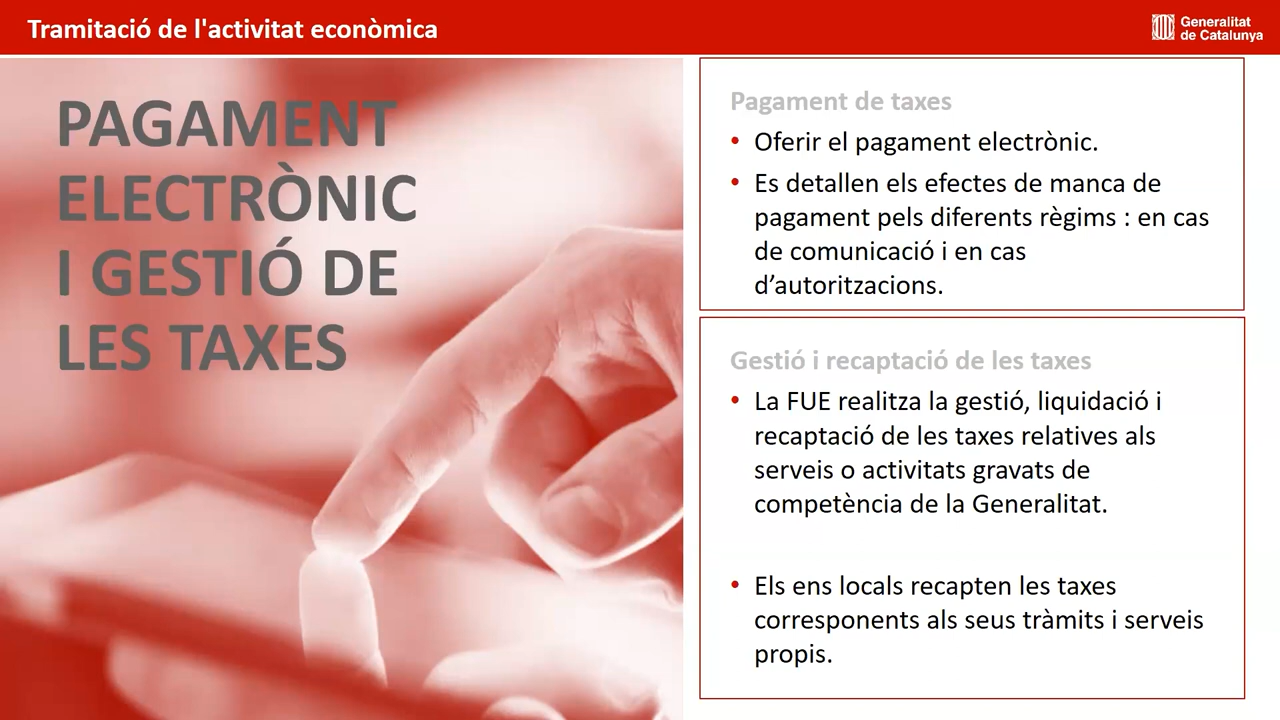 Tramitació de l'activitat econòmica
Generalitat
de Catalunya
PAGAMENT
ELECTRÒNIC
I GESTIÓ DE
LES TAXES
Pagament de taxes
• Oferir el pagament electrònic.
• Es detallen els efectes de manca de
pagament pels diferents règims : en cas
de comunicació i en cas
d’autoritzacions.
Gestió i recaptació de les taxes
• La FUE realitza la gestió, liquidació i
recaptació de les taxes relatives als
serveis o activitats gravats de
competència de la Generalitat.
• Els ens locals recapten les taxes
corresponents als seus tràmits i serveis
propis.